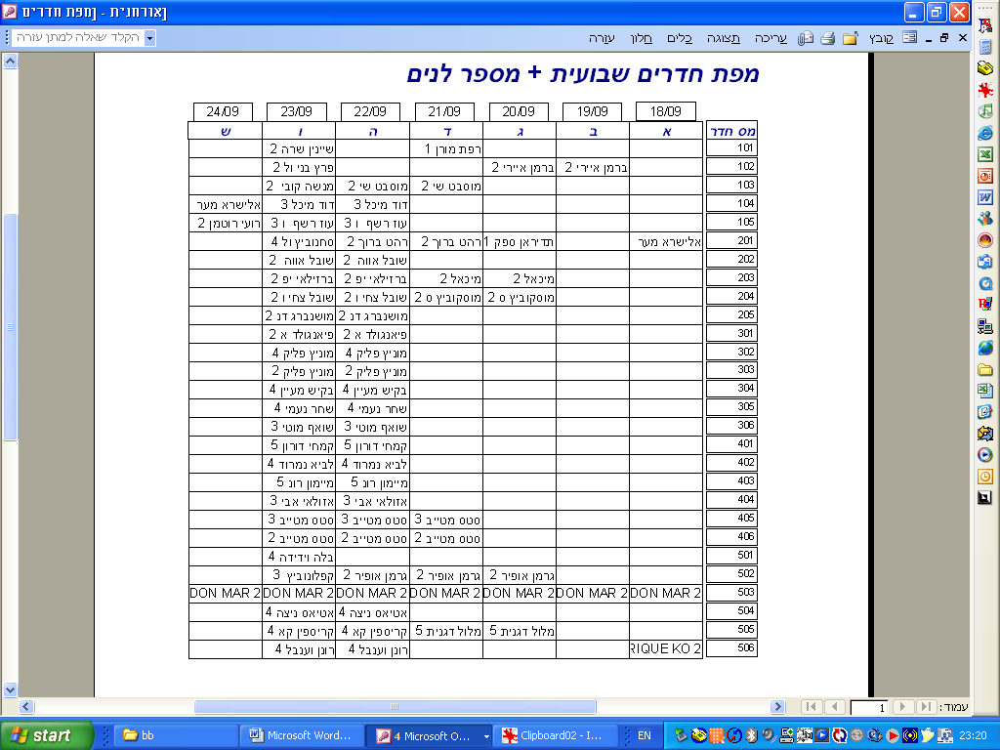 [אורחנית - [מפת חדרים
קובץ עריכה תצוגה כלים חלון עזרה הקלד שאלה למתן עזרה
מפת חדרים שבועית + מספר לנים
18/09 19/09 20/09 21/09 22/09 23/09 24/09
מס חדר א ב ג ד ה ו ש
101 רפת מורן 1 שיינין שרה 2
102 ברמן איירי 2 ברמן איירי 2 פרץ בני ול 2
103 מוסבט שי 2 מוסבט שי 2 מנשה קובי 2
104 דוד מיכל 3 דוד מיכל 3 אלישרא מער
105 עוז רשף ו 3 עוז רשף ו 3 רועי רוטמן 2
201 אלישרא מער תדיראן ספק 1 רהט ברוך 2 רהט ברוך 2 סחנוביץ ול 4
202 שובל אווה 2 שובל אווה 2
203 מיכאל 2 מיכאל 2 ברזילאי יפ 2 ברזילאי יפ 2
204 מוסקוביץ ס 2 מוסקוביץ ס 2 שובל צחי ו 2 שובל צחי ו 2
205 מושנברג דנ 2 מושנברג דנ 2
301 פיאנגולד א 2 פיאנגולד א 2
302 מוניץ פליק 4 מוניץ פליק 4
303 מוניץ פליק 2 מוניץ פליק 2
304 בקיש מעיין 4 בקיש מעיין 4
305 שחר נעמי 4 שחר נעמי 4
306 שואף מוטי 3 שואף מוטי 3
401 קמחי דורון 5 קמחי דורון 5
402 לביא נמרוד 4 לביא נמרוד 4
403 מיימון רונ 5 מיימון רונ 5
404 אזולאי אבי 3 אזולאי אבי 3
405 סטס מטייב 3 סטס מטייב 3 סטס מטייב 3
406 סטס מטייב 2 סטס מטייב 2 סטס מטייב 2
501 בלה וידידה 4
502 גרמן אופיר 2 גרמן אופיר 2 גרמן אופיר 2 קפלונוביץ 3
503 DON MAR 2 DON MAR 2 DON MAR 2 DON MAR 2 DON MAR 2 DON MAR 2 DON MAR 2
504 אטיאס ניצה 4 אטיאס ניצה 4
505 מלול דגנית 5 מלול דגנית 5 קריספין קא 4 קריספין קא 4
506 RIQUE KO 2 רונן וענבל 4 רונן וענבל 4
עמוד: 1
start bb Microsoft Word... 4 Microsoft O... Clipboard02 - I... EN 23:20